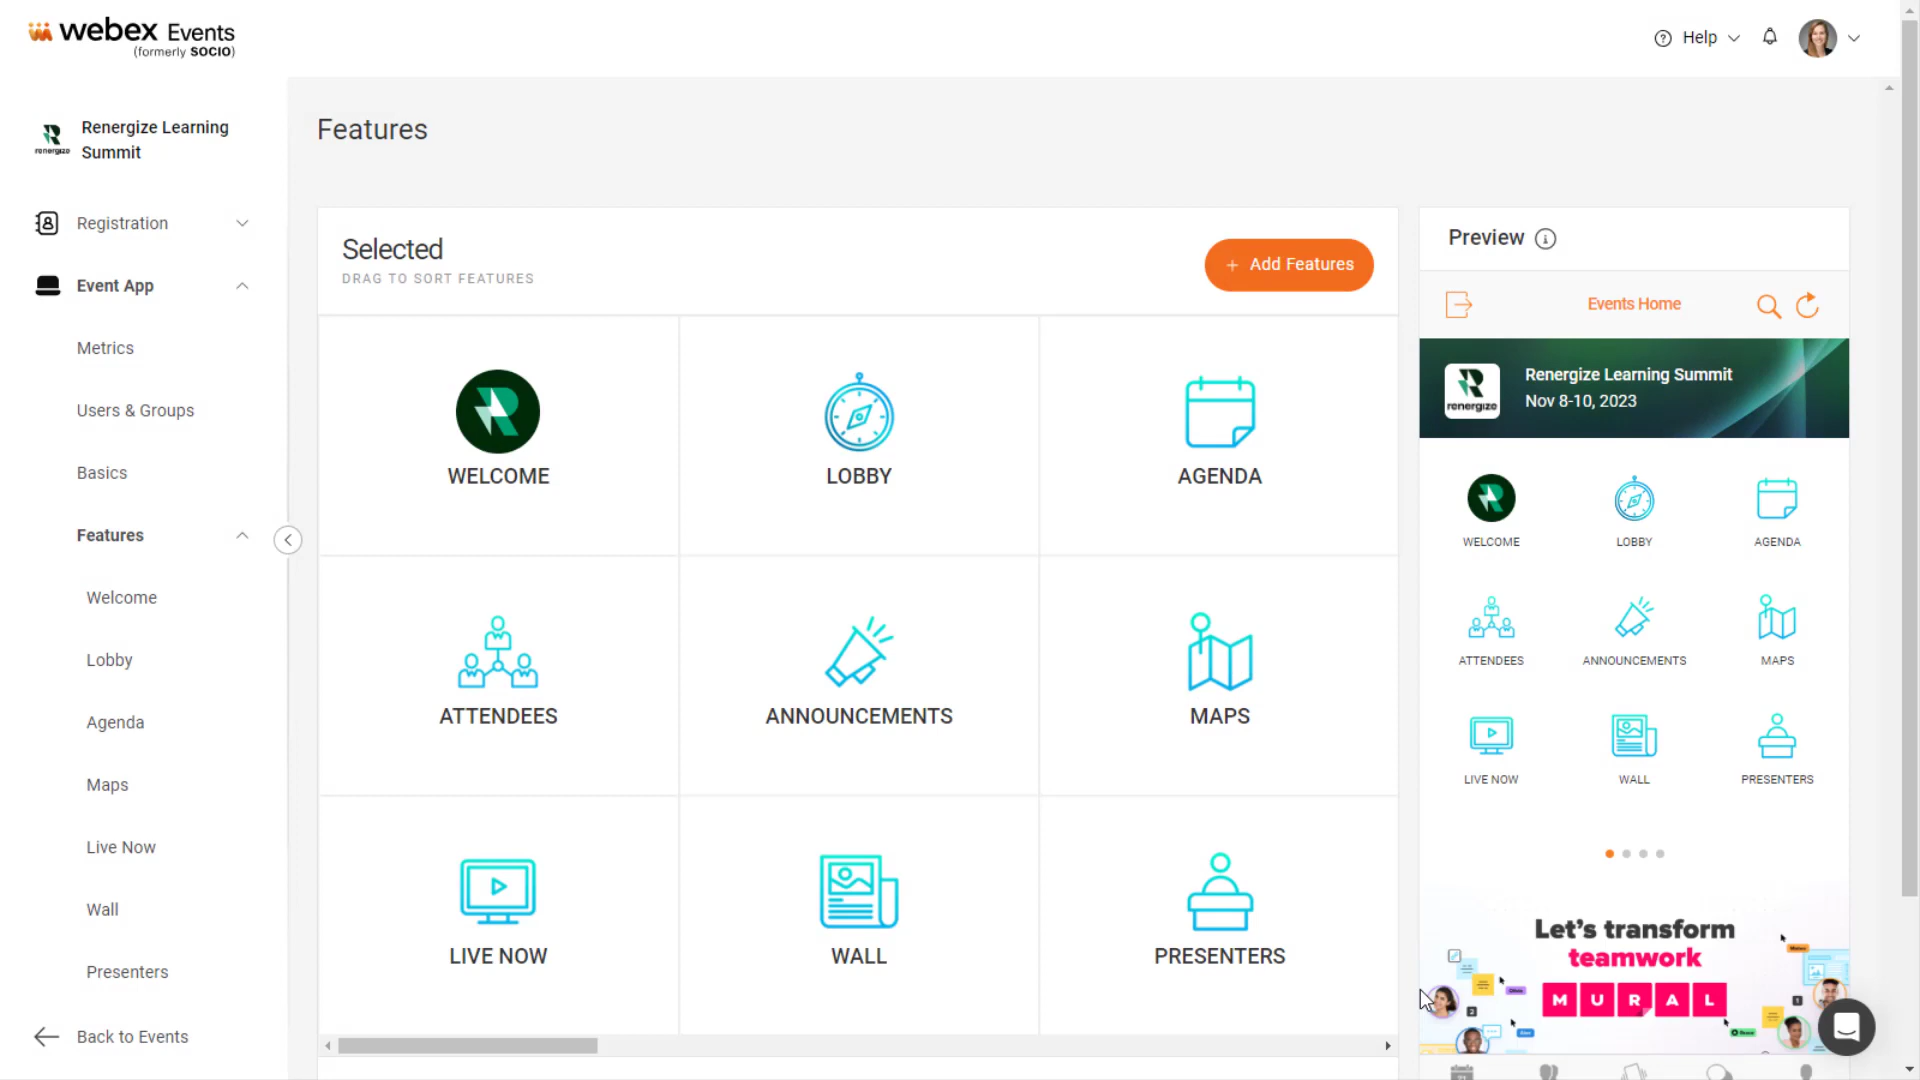 webex Events
(formerly SOCIO)
Help
renergize
Renergize Learning
Summit
Registration
Event App
Metrics
Users & Groups
Basics
Features
Welcome
Lobby
Agenda
Maps
Live Now
Wall
Presenters
Back to Events
Features
Selected
DRAG TO SORT FEATURES
+ Add Features
WELCOME
LOBBY
AGENDA
ATTENDEES
ANNOUNCEMENTS
MAPS
LIVE NOW
WALL
PRESENTERS
Preview
Events Home
renergize
Renergize Learning Summit
Nov 8-10, 2023
WELCOME
LOBBY
AGENDA
ATTENDEES
ANNOUNCEMENTS
MAPS
LIVE NOW
WALL
PRESENTERS
Let's transform
teamwork
MURAL